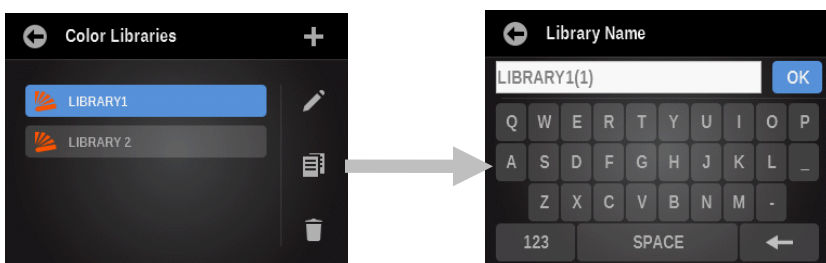 Color Libraries
LIBRARY1
LIBRARY 2
Library Name
LIBRARY1(1)
OK
Q W E R T Y U I O P
A S D F G H J K L _
Z X C V B N M -
123 SPACE